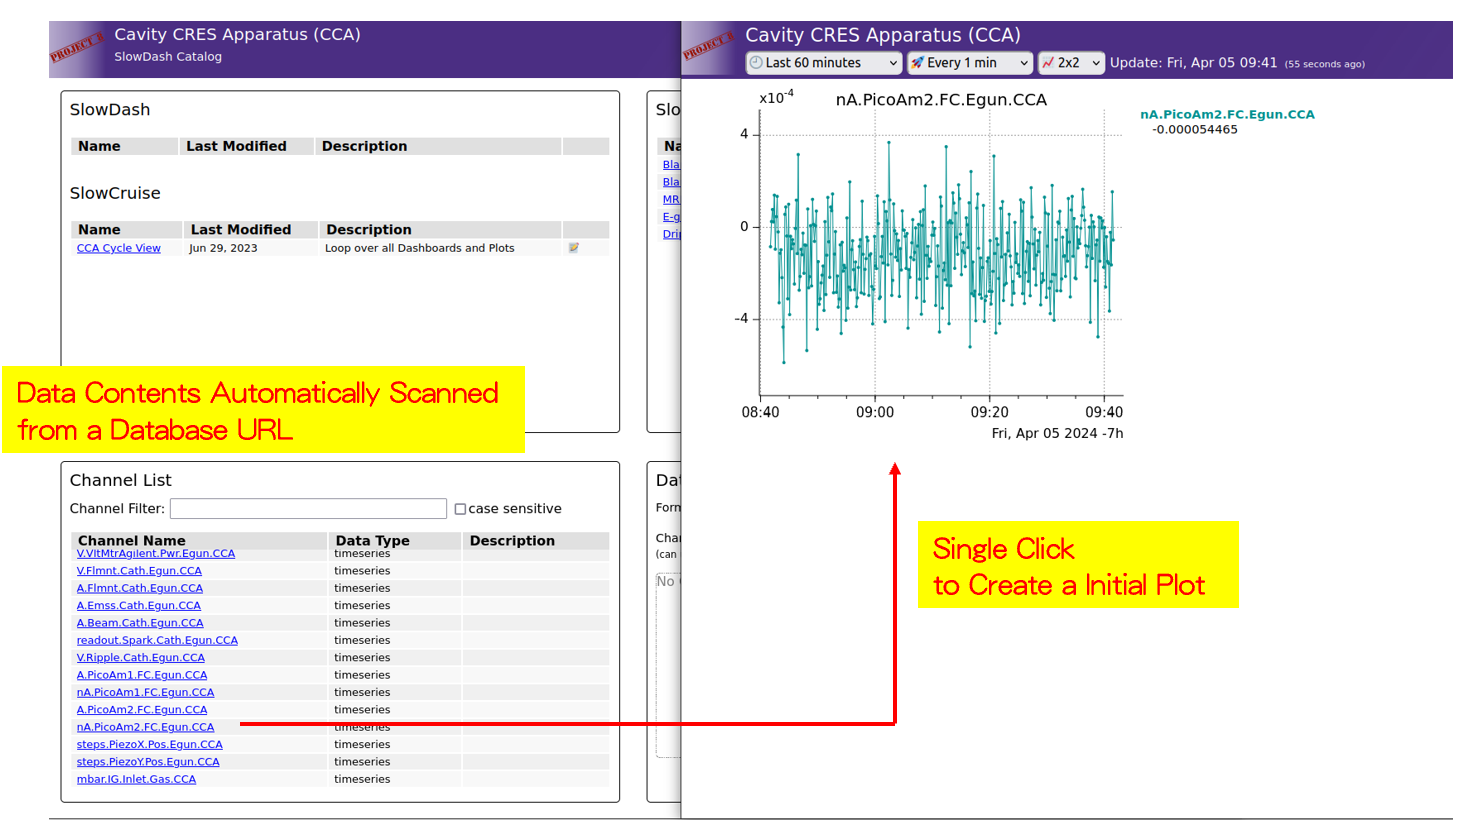 PROJECT 8
Cavity CRES Apparatus (CCA)
SlowDash Catalog
SlowDash
Name Last Modified Description
SlowCruise
Name Last Modified Description
CCA Cycle View Jun 29, 2023 Loop over all Dashboards and Plots
Data Contents Automatically Scanned
from a Database URL
Channel List
Channel Filter: case sensitive
Channel Name Data Type Description
V.VltMtrAgilent.Pwr.Egun.CCA timeseries
V.Flmnt.Cath.Egun.CCA timeseries
A.Flmnt.Cath.Egun.CCA timeseries
A.Emss.Cath.Egun.CCA timeseries
A.Beam.Cath.Egun.CCA timeseries
readout.Spark.Cath.Egun.CCA timeseries
V.Ripple.Cath.Egun.CCA timeseries
A.PicoAm1.FC.Egun.CCA timeseries
nA.PicoAm1.FC.Egun.CCA timeseries
A.PicoAm2.FC.Egun.CCA timeseries
nA.PicoAm2.FC.Egun.CCA timeseries
steps.PiezoX.Pos.Egun.CCA timeseries
steps.PiezoY.Pos.Egun.CCA timeseries
mbar.IG.Inlet.Gas.CCA timeseries
Slo
Na
Bla
Bla
MR
E-g
Dri
Da
Form
Cha
(can
No
PROJECT 8
Cavity CRES Apparatus (CCA)
Last 60 minutes Every 1 min 2x2 Update: Fri, Apr 05 09:41 (55 seconds ago)
x10-4 nA.PicoAm2.FC.Egun.CCA
nA.PicoAm2.FC.Egun.CCA
-0.000054465
4
0
-4
08:40 09:00 09:20 09:40
Fri, Apr 05 2024 -7h
Single Click
to Create a Initial Plot